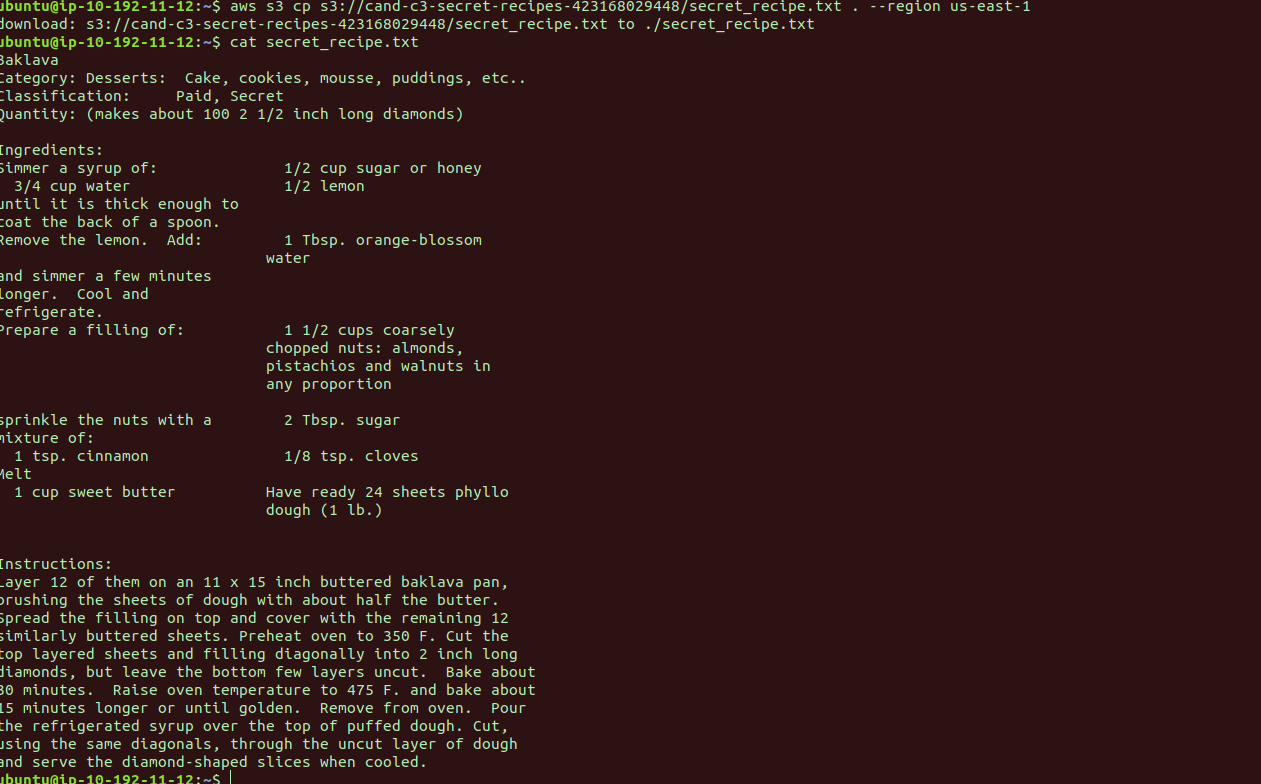 ubuntu@ip-10-192-11-12:~$ aws s3 cp s3://cand-c3-secret-recipes-423168029448/secret_recipe.txt . --region us-east-1
download: s3://cand-c3-secret-recipes-423168029448/secret_recipe.txt to ./secret_recipe.txt
ubuntu@ip-10-192-11-12:~$ cat secret_recipe.txt
Baklava
Category: Desserts:  Cake, cookies, mousse, puddings, etc..
Classification:     Paid, Secret
Quantity: (makes about 100 2 1/2 inch long diamonds)

Ingredients:
Simmer a syrup of:              1/2 cup sugar or honey
  3/4 cup water                 1/2 lemon
until it is thick enough to
coat the back of a spoon.
Remove the lemon.  Add:         1 Tbsp. orange-blossom
                              water
and simmer a few minutes
longer.  Cool and
refrigerate.
Prepare a filling of:           1 1/2 cups coarsely
                              chopped nuts: almonds,
                              pistachios and walnuts in
                              any proportion

sprinkle the nuts with a        2 Tbsp. sugar
mixture of:
  1 tsp. cinnamon               1/8 tsp. cloves
Melt
  1 cup sweet butter          Have ready 24 sheets phyllo
                              dough (1 lb.)


Instructions:
Layer 12 of them on an 11 x 15 inch buttered baklava pan,
brushing the sheets of dough with about half the butter.
Spread the filling on top and cover with the remaining 12
similarly buttered sheets. Preheat oven to 350 F. Cut the
top layered sheets and filling diagonally into 2 inch long
diamonds, but leave the bottom few layers uncut.  Bake about
30 minutes.  Raise oven temperature to 475 F. and bake about
15 minutes longer or until golden.  Remove from oven.  Pour
the refrigerated syrup over the top of puffed dough. Cut,
using the same diagonals, through the uncut layer of dough
and serve the diamond-shaped slices when cooled.
ubuntu@ip-10-192-11-12:~$